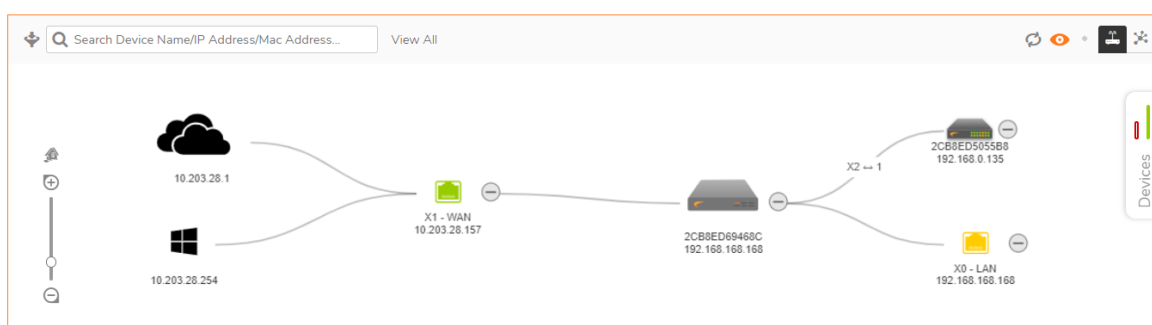 Search Device Name/IP Address/Mac Address...
View All
10.203.28.1
10.203.28.254
X1 - WAN
10.203.28.157
2CB8ED69468C
192.168.168.168
X2 ↔ 1
2CB8ED5055B8
192.168.0.135
X0 - LAN
192.168.168.168
Devices